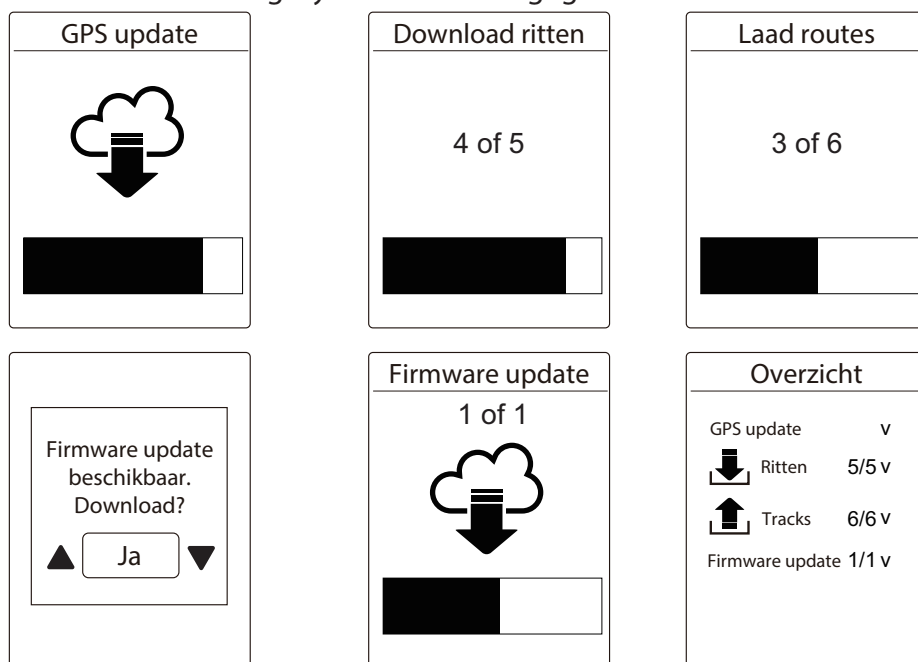 GPS update
Download ritten
4 of 5
Laad routes
3 of 6
Firmware update
beschikbaar.
Download?
Ja
Firmware update
1 of 1
Overzicht
GPS update v
Ritten 5/5 v
Tracks 6/6 v
Firmware update 1/1 v